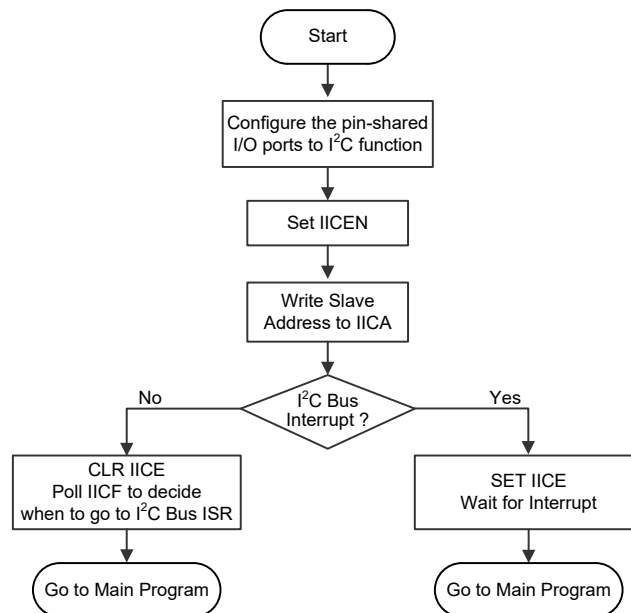 Start
Configure the pin-shared
I/O ports to I²C function
Set IICEN
Write Slave
Address to IICA
I²C Bus
Interrupt ?
No
Yes
CLR IICE
Poll IICF to decide
when to go to I²C Bus ISR
SET IICE
Wait for Interrupt
Go to Main Program
Go to Main Program